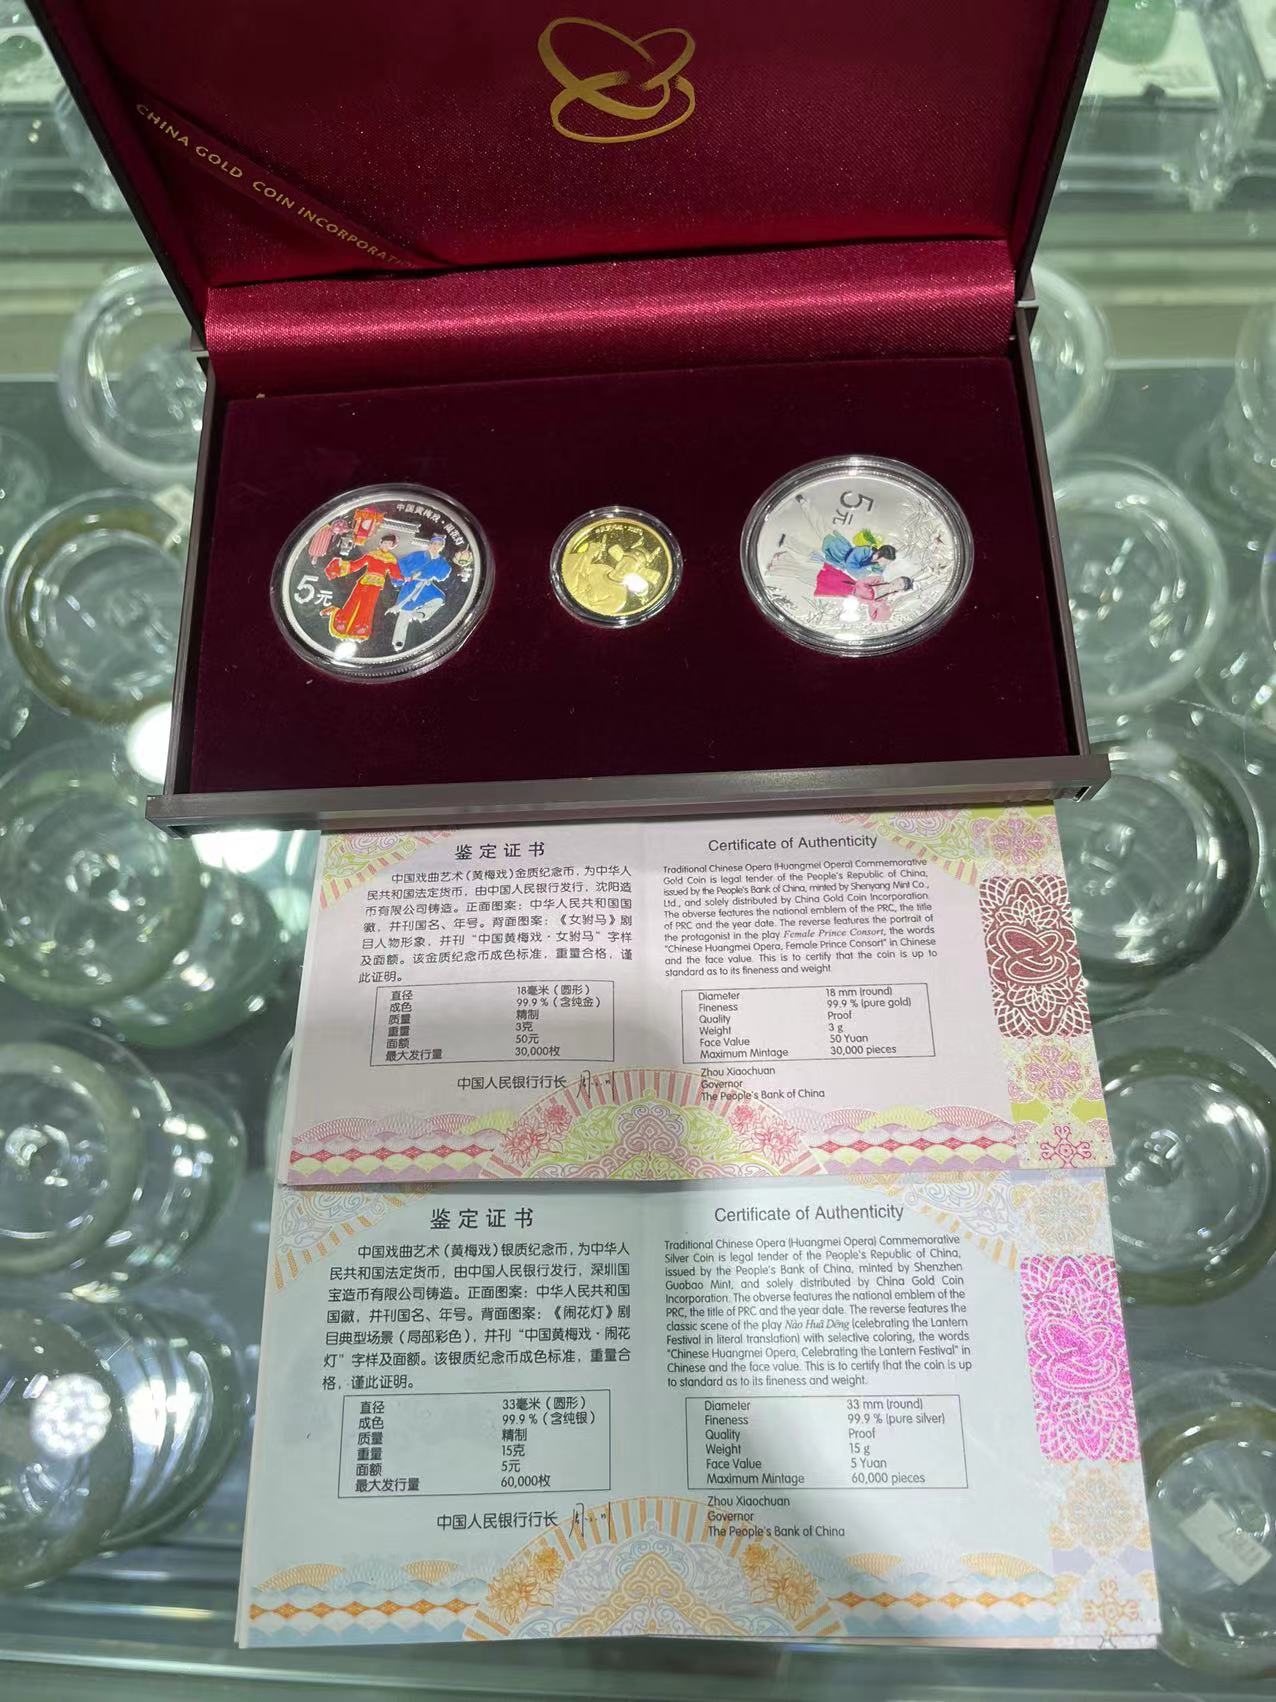 CHINA GOLD COIN INCORPORATION
中国黄梅戏·闹花灯
5元
5元
鉴定证书
中国戏曲艺术(黄梅戏)金质纪念币,为中华人
民共和国法定货币,由中国人民银行发行,沈阳造
币有限公司铸造。正面图案:中华人民共和国国
徽,并刊国名、年号。背面图案:《女驸马》剧
目人物形象,并刊“中国黄梅戏·女驸马”字样
及面额。该金质纪念币成色标准,重量合格,谨
此证明。
直径 18毫米(圆形)
成色 99.9%(含纯金)
质量 精制
重量 3克
面额 50元
最大发行量 30,000枚
中国人民银行行长
Certificate of Authenticity
Traditional Chinese Opera (Huangmei Opera) Commemorative
Gold Coin is legal tender of the People's Republic of China,
issued by the People's Bank of China, minted by Shenyang Mint Co.,
Ltd., and solely distributed by China Gold Coin Incorporation.
The obverse features the national emblem of the PRC, the title
of PRC and the year date. The reverse features the portrait of
the protagonist in the play Female Prince Consort, the words
"Chinese Huangmei Opera, Female Prince Consort" in Chinese
and the face value. This is to certify that the coin is up to
standard as to its fineness and weight.
Diameter 18 mm (round)
Fineness 99.9 % (pure gold)
Quality Proof
Weight 3 g
Face Value 50 Yuan
Maximum Mintage 30,000 pieces
Zhou Xiaochuan
Governor
The People's Bank of China
鉴定证书
中国戏曲艺术(黄梅戏)银质纪念币,为中华人
民共和国法定货币,由中国人民银行发行,深圳国
宝造币有限公司铸造。正面图案:中华人民共和国
国徽,并刊国名、年号。背面图案:《闹花灯》剧
目典型场景(局部彩色),并刊“中国黄梅戏·闹花
灯”字样及面额。该银质纪念币成色标准,重量合
格,谨此证明。
直径 33毫米(圆形)
成色 99.9%(含纯银)
质量 精制
重量 15克
面额 5元
最大发行量 60,000枚
中国人民银行行长
Certificate of Authenticity
Traditional Chinese Opera (Huangmei Opera) Commemorative
Silver Coin is legal tender of the People's Republic of China,
issued by the People's Bank of China, minted by Shenzhen
Guobao Mint, and solely distributed by China Gold Coin
Incorporation. The obverse features the national emblem of the
PRC, the title of PRC and the year date. The reverse features the
classic scene of the play Nào Huā Dēng (celebrating the Lantern
Festival in literal translation) with selective coloring, the words
"Chinese Huangmei Opera, Celebrating the Lantern Festival" in
Chinese and the face value. This is to certify that the coin is up
to standard as to its fineness and weight.
Diameter 33 mm (round)
Fineness 99.9 % (pure silver)
Quality Proof
Weight 15 g
Face Value 5 Yuan
Maximum Mintage 60,000 pieces
Zhou Xiaochuan
Governor
The People's Bank of China